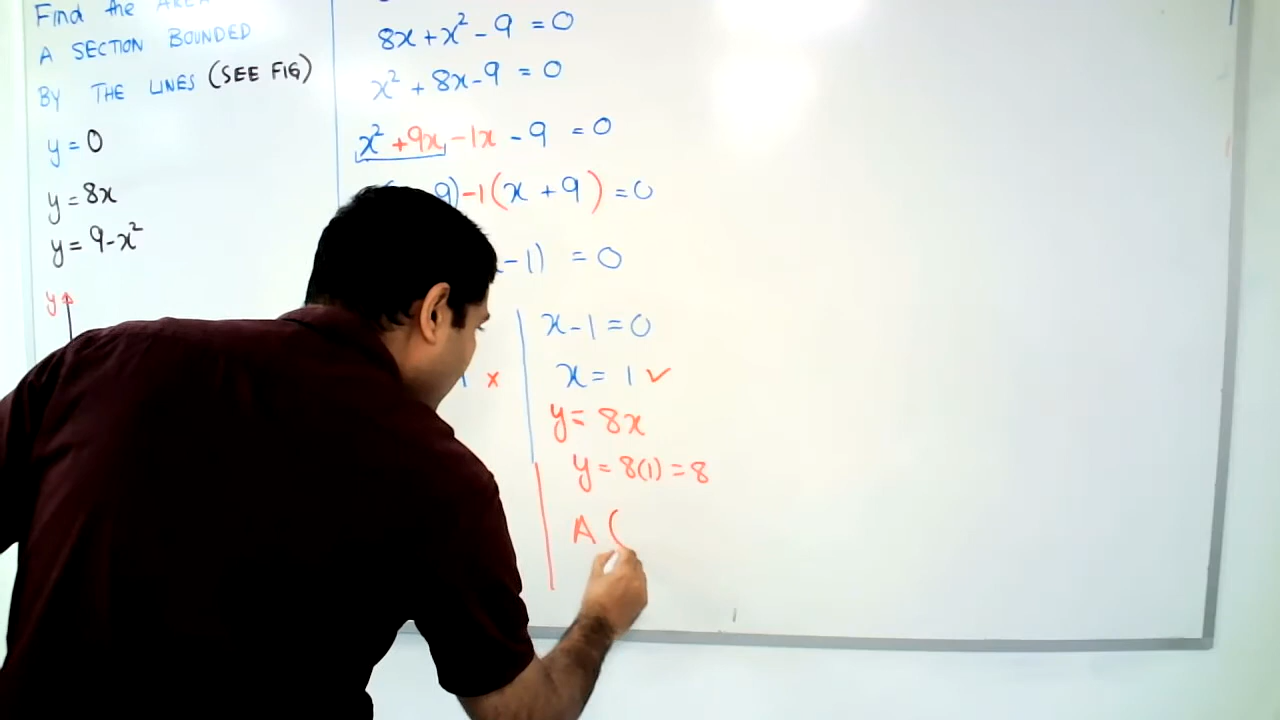 Find the AREA
A SECTION BOUNDED
BY THE LINES (SEE FIG)
y = 0
y = 8x
y = 9-x²
y
8x + x² - 9 = 0
x² + 8x - 9 = 0
x² + 9x - 1x - 9 = 0
9) -1(x + 9) = 0
-1) = 0
x
x - 1 = 0
x = 1 ✓
y = 8x
y = 8(1) = 8
A (